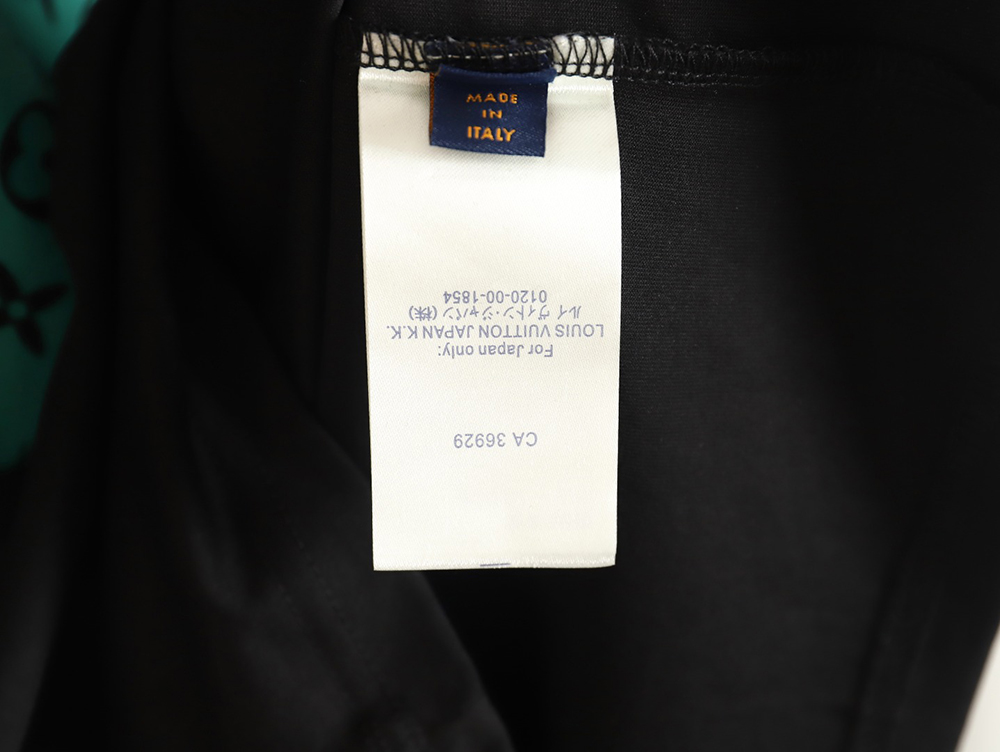 MADE
IN
ITALY
CA 36929
For Japan only:
LOUIS VUITTON JAPAN K.K.
ルイ ヴィトン・ジャパン (株)
0120-00-1854